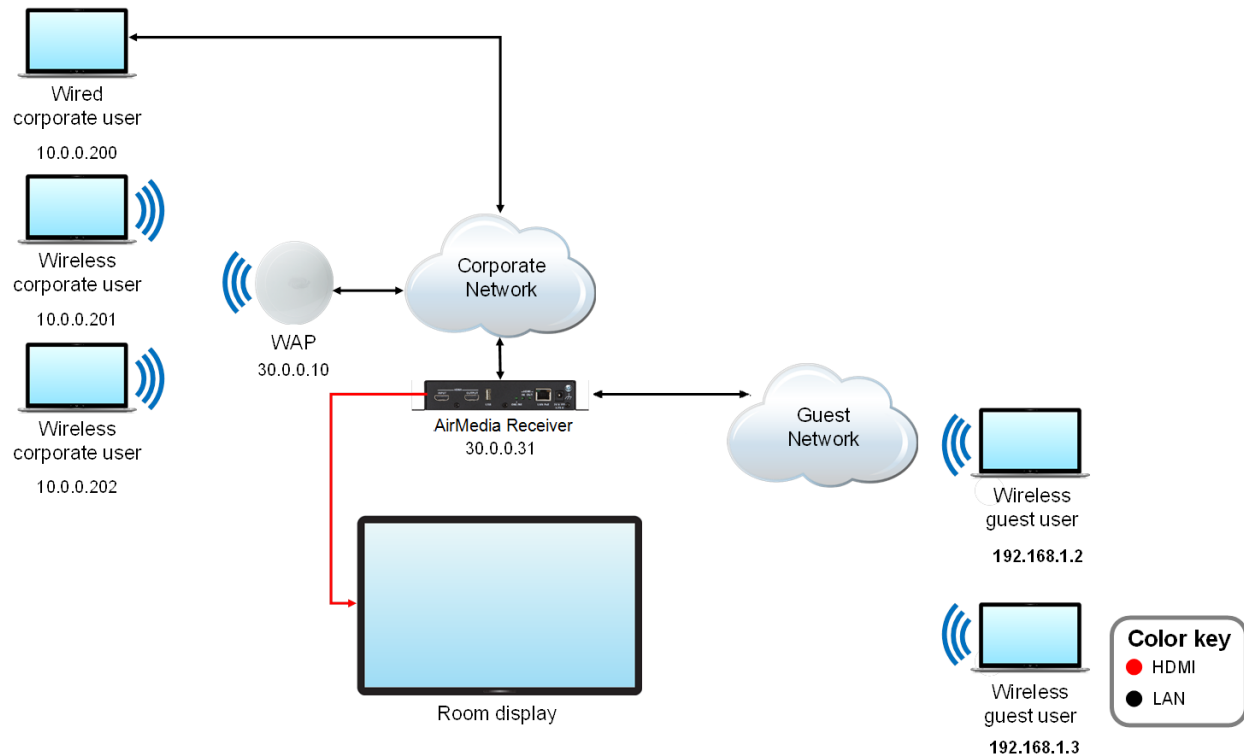 Wired
corporate user
10.0.0.200
Wireless
corporate user
10.0.0.201
Wireless
corporate user
10.0.0.202
WAP
30.0.0.10
Corporate
Network
AirMedia Receiver
30.0.0.31
Guest
Network
Room display
Wireless
guest user
192.168.1.2
Wireless
guest user
192.168.1.3
Color key
HDMI
LAN